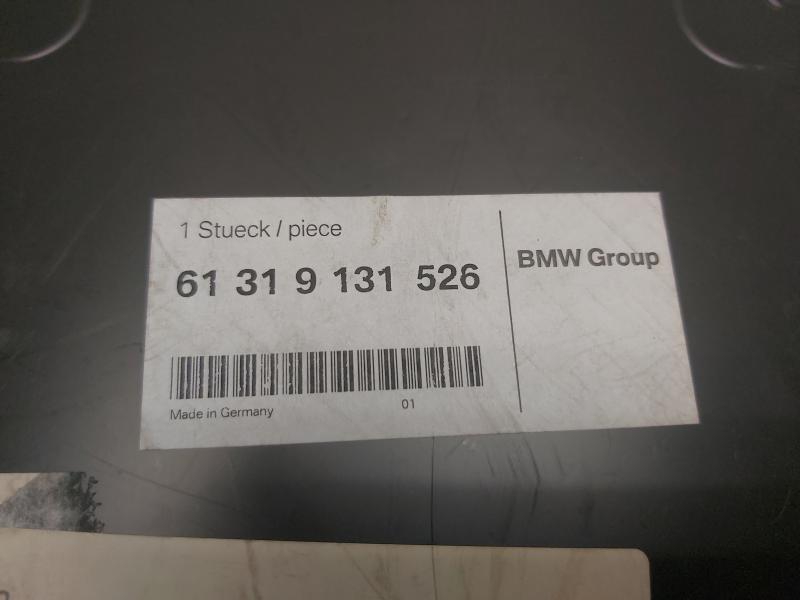 1 Stueck / piece
61 31 9 131 526
BMW Group
Made in Germany
01